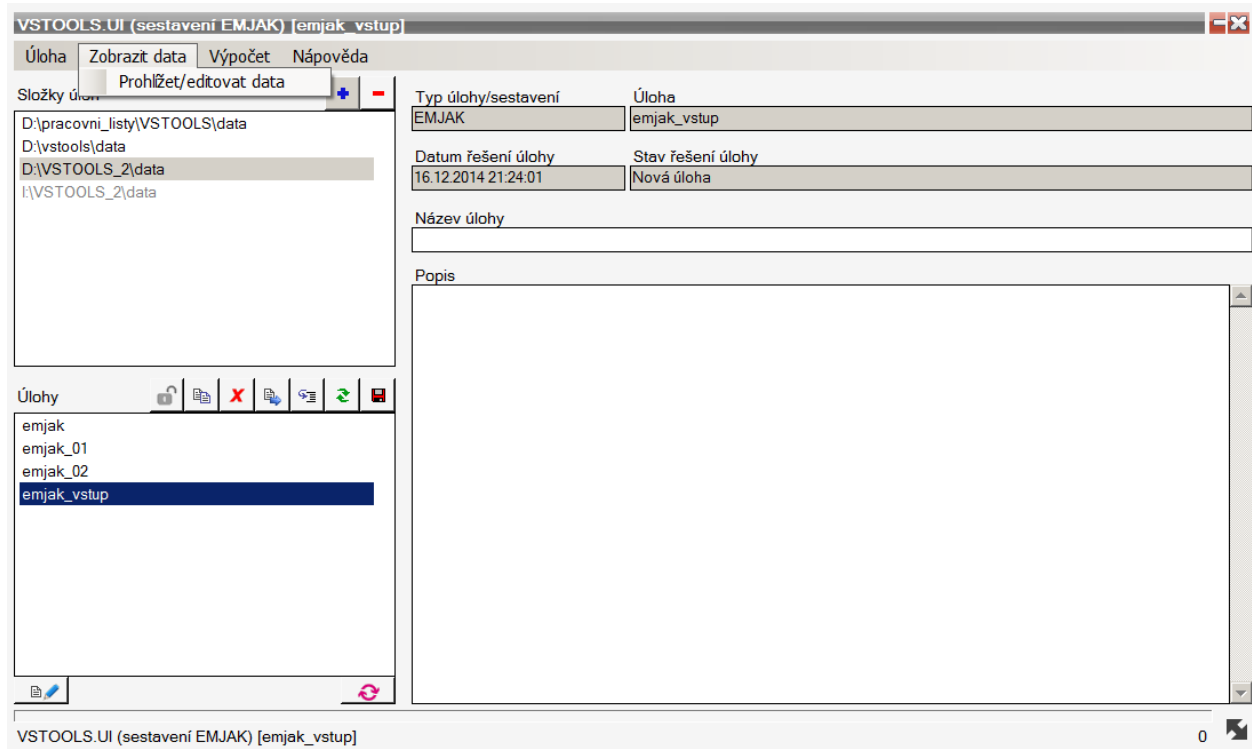 VSTOOLS.UI (sestavení EMJAK) [emjak_vstup]
Úloha Zobrazit data Výpočet Nápověda
Prohlížet/editovat data
Složky
D:\pracovni_listy\VSTOOLS\data
D:\vstools\data
D:\VSTOOLS_2\data
I:\VSTOOLS_2\data
Úlohy
emjak
emjak_01
emjak_02
emjak_vstup
Typ úlohy/sestavení Úloha
EMJAK emjak_vstup
Datum řešení úlohy Stav řešení úlohy
16.12.2014 21:24:01 Nová úloha
Název úlohy
Popis
VSTOOLS.UI (sestavení EMJAK) [emjak_vstup] 0